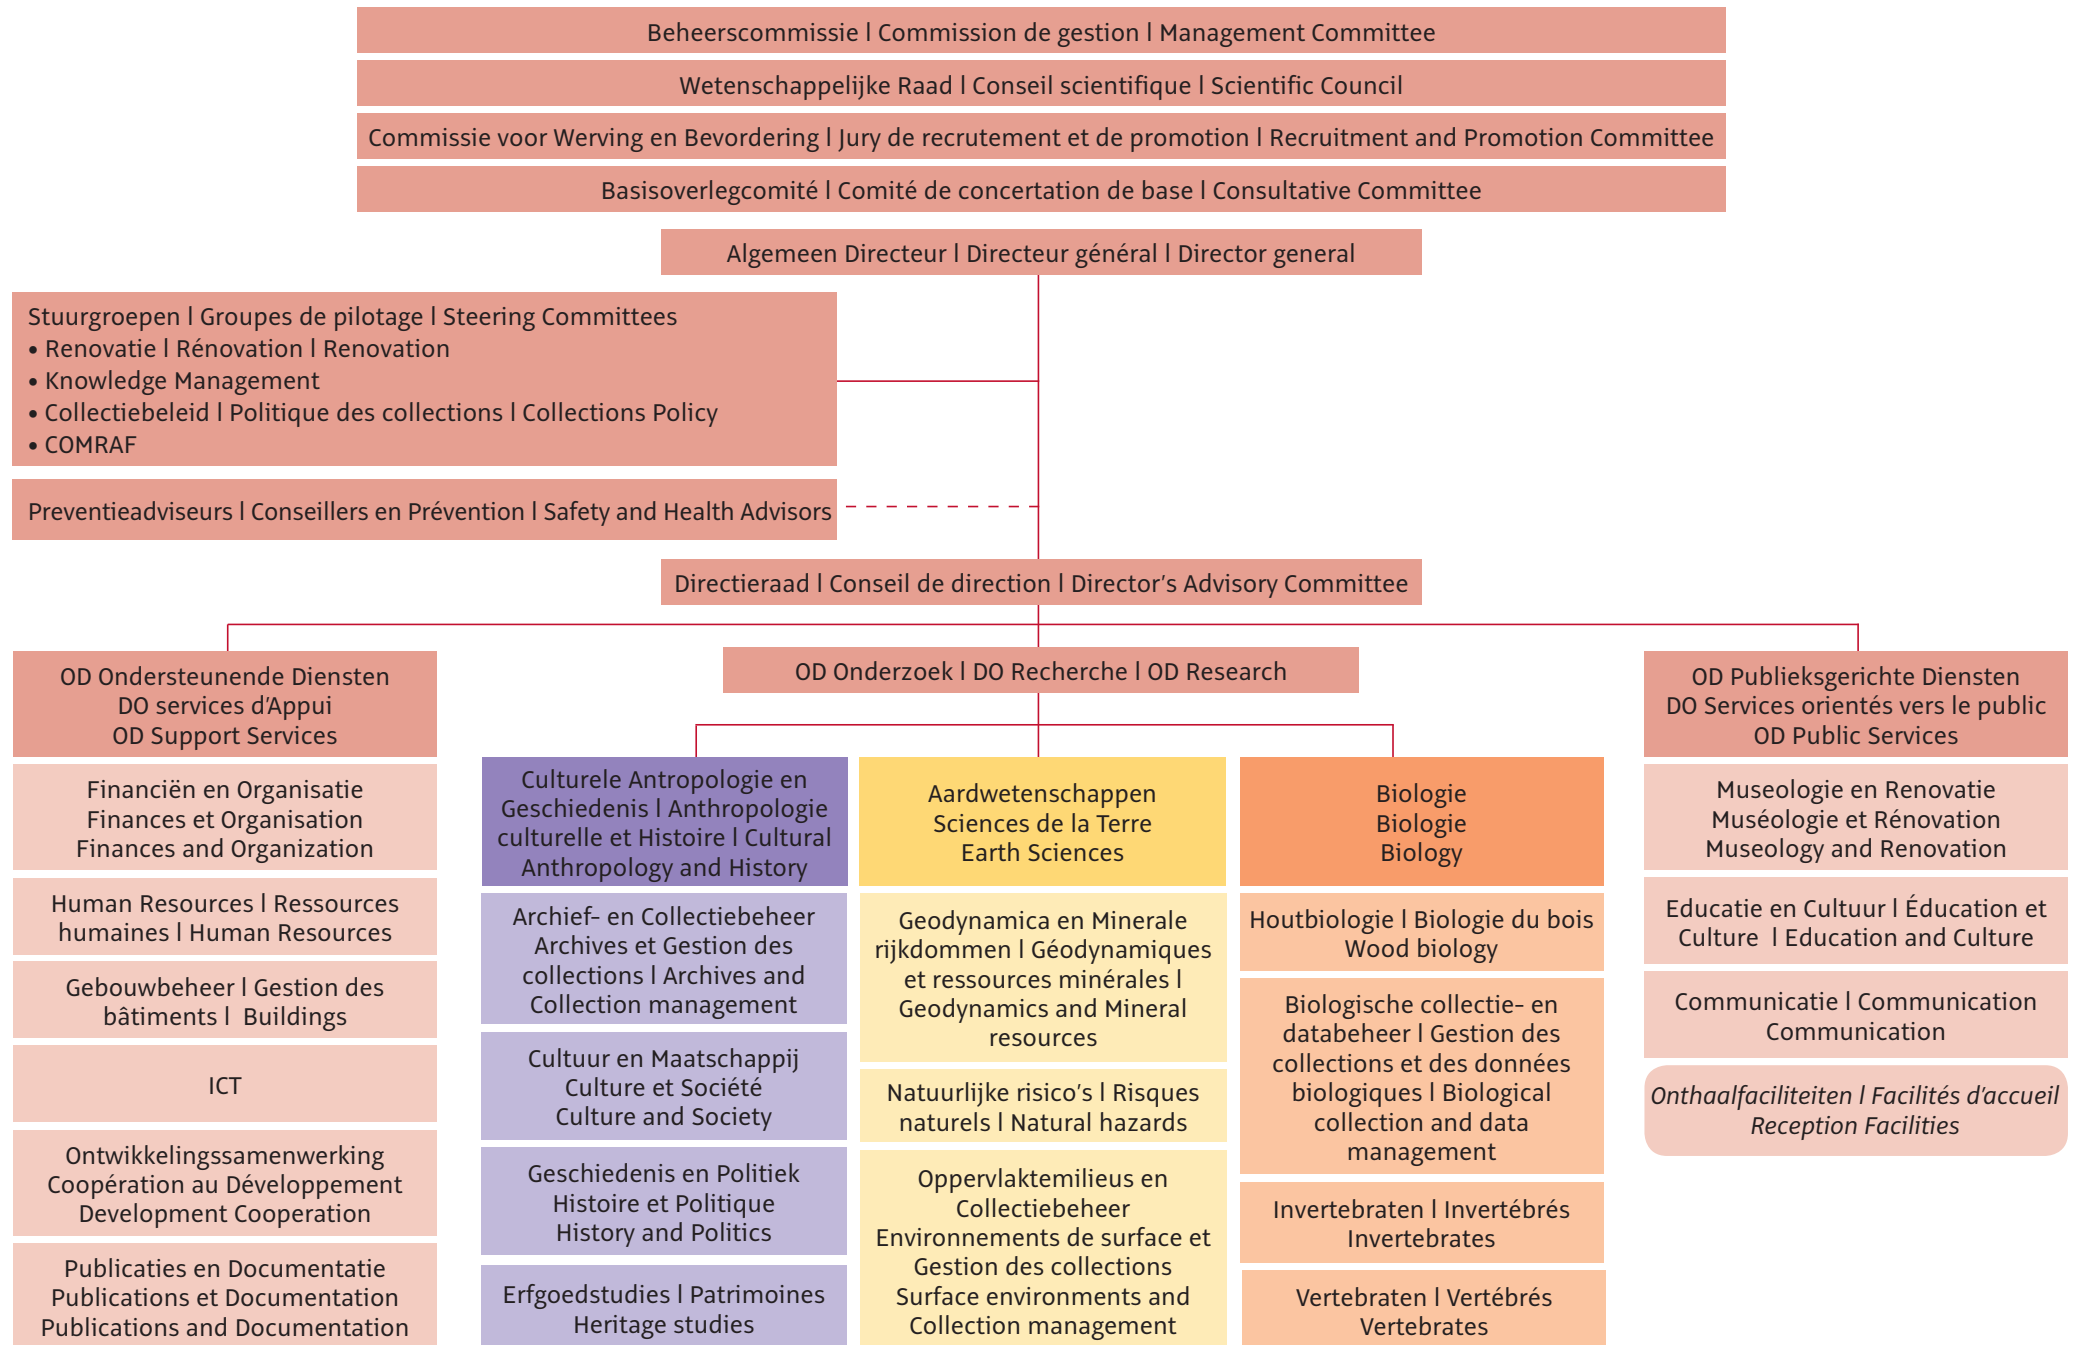 Beheerscommissie l Commission de gestion l Management Committee
Wetenschappelijke Raad l Conseil scientifique l Scientific Council
Commissie voor Werving en Bevordering l Jury de recrutement et de promotion l Recruitment and Promotion Committee
Basisoverlegcomité l Comité de concertation de base l Consultative Committee
Algemeen Directeur l Directeur général l Director general
Stuurgroepen l Groupes de pilotage l Steering Committees
• Renovatie l Rénovation l Renovation
• Knowledge Management
• Collectiebeleid l Politique des collections l Collections Policy
• COMRAF
Preventieadviseurs l Conseillers en Prévention l Safety and Health Advisors
Directieraad l Conseil de direction l Director's Advisory Committee
OD Ondersteunende Diensten
DO services d'Appui
OD Support Services
Financiën en Organisatie
Finances et Organisation
Finances and Organization
Human Resources l Ressources
humaines l Human Resources
Gebouwbeheer l Gestion des
bâtiments l Buildings
ICT
Ontwikkelingssamenwerking
Coopération au Développement
Development Cooperation
Publicaties en Documentatie
Publications et Documentation
Publications and Documentation
OD Onderzoek l DO Recherche l OD Research
Culturele Antropologie en
Geschiedenis l Anthropologie
culturelle et Histoire l Cultural
Anthropology and History
Archief- en Collectiebeheer
Archives et Gestion des
collections l Archives and
Collection management
Cultuur en Maatschappij
Culture et Société
Culture and Society
Geschiedenis en Politiek
Histoire et Politique
History and Politics
Erfgoedstudies l Patrimoines
Heritage studies
Aardwetenschappen
Sciences de la Terre
Earth Sciences
Geodynamica en Minerale
rijkdommen l Géodynamiques
et ressources minérales l
Geodynamics and Mineral
resources
Natuurlijke risico's l Risques
naturels l Natural hazards
Oppervlaktemilieus en
Collectiebeheer
Environnements de surface et
Gestion des collections
Surface environments and
Collection management
Biologie
Biologie
Biology
Houtbiologie l Biologie du bois
Wood biology
Biologische collectie- en
databeheer l Gestion des
collections et des données
biologiques l Biological
collection and data
management
Invertebraten l Invertébrés
Invertebrates
Vertebraten l Vertébrés
Vertebrates
OD Publieksgerichte Diensten
DO Services orientés vers le public
OD Public Services
Museologie en Renovatie
Muséologie et Rénovation
Museology and Renovation
Educatie en Cultuur l Éducation et
Culture l Education and Culture
Communicatie l Communication
Communication
Onthaalfaciliteiten l Facilités d'accueil
Reception Facilities